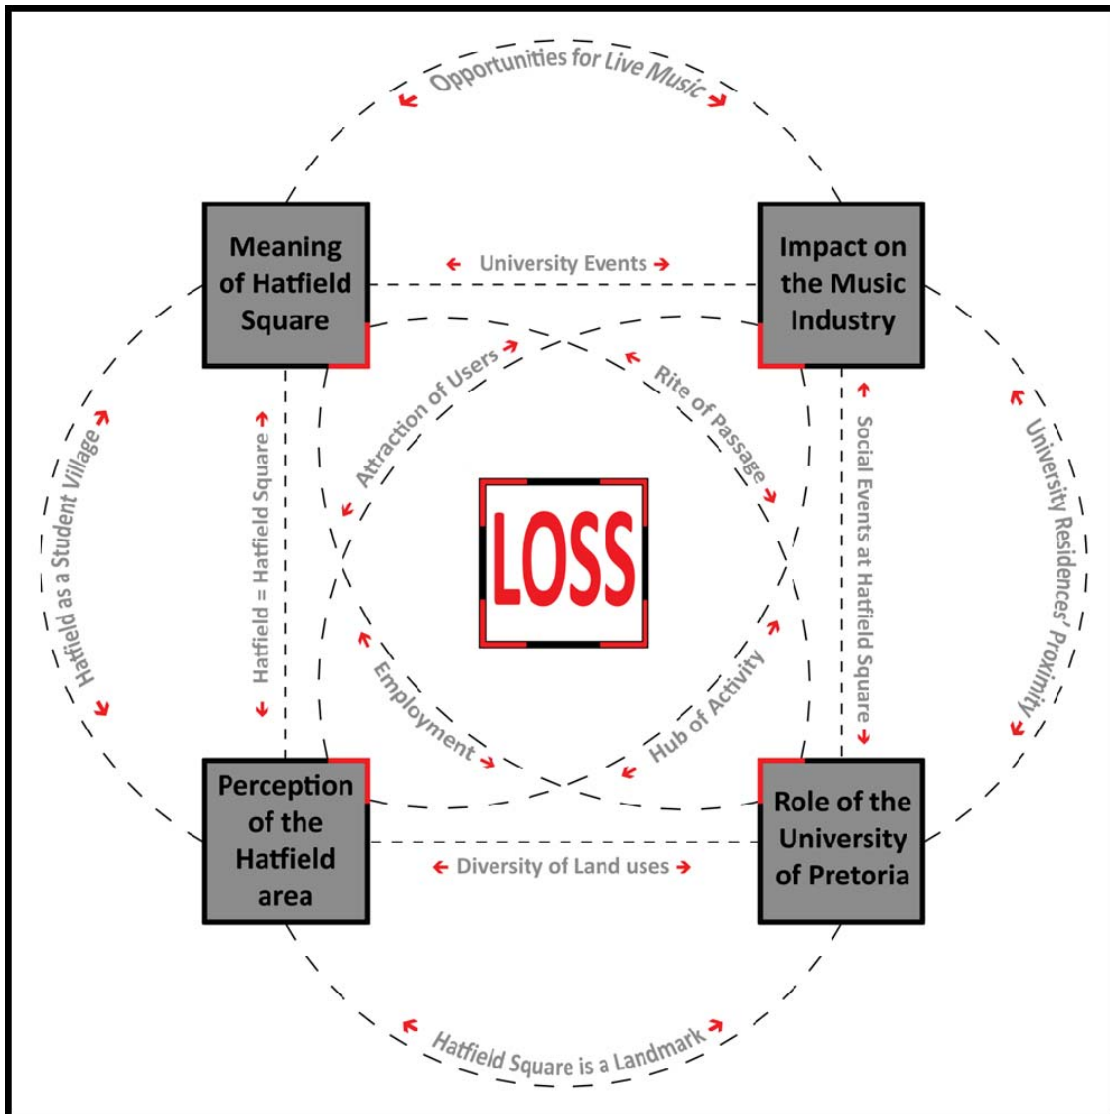 Opportunities for Live Music
Meaning
of Hatfield
Square
University Events
Impact on
the Music
Industry
Attraction of Users
Rite of Passage
Hatfield as a Student Village
Hatfield = Hatfield Square
LOSS
Social Events at Hatfield Square
University Residences' Proximity
Employment
Hub of Activity
Perception
of the
Hatfield
area
Diversity of Land uses
Role of the
University
of Pretoria
Hatfield Square is a Landmark